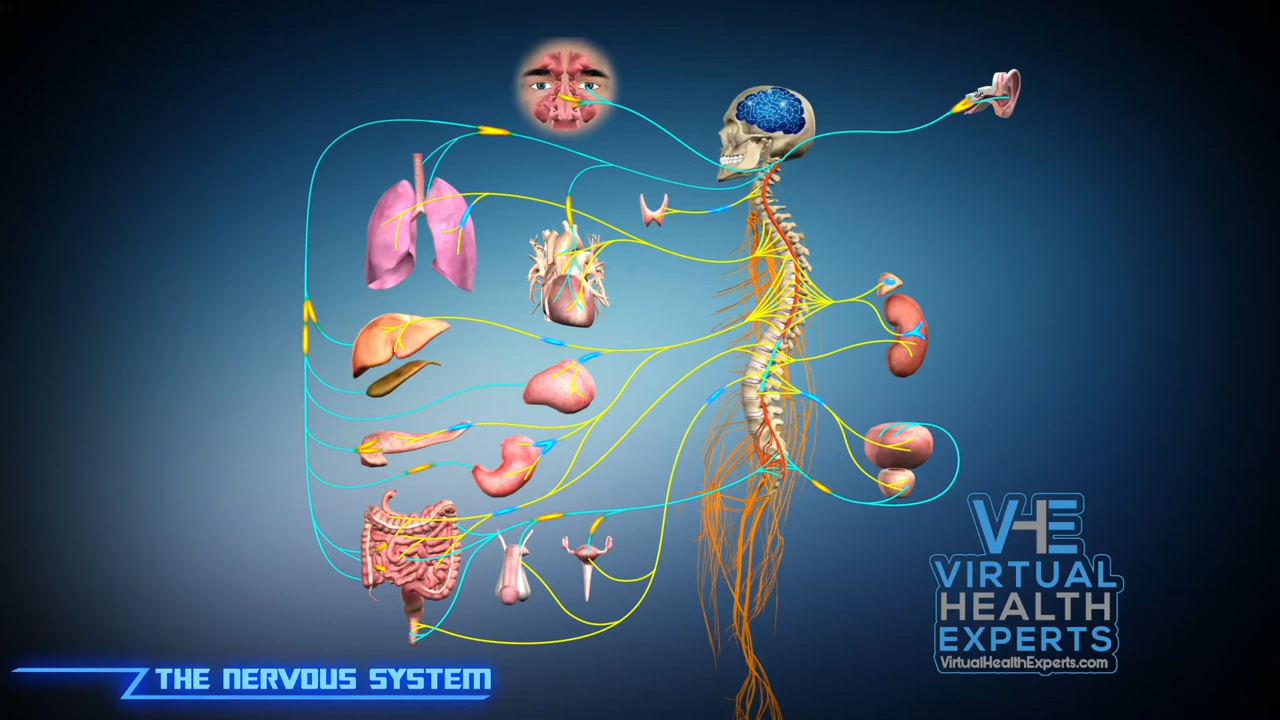 VHE
VIRTUAL
HEALTH
EXPERTS
VirtualHealthExperts.com
THE NERVOUS SYSTEM